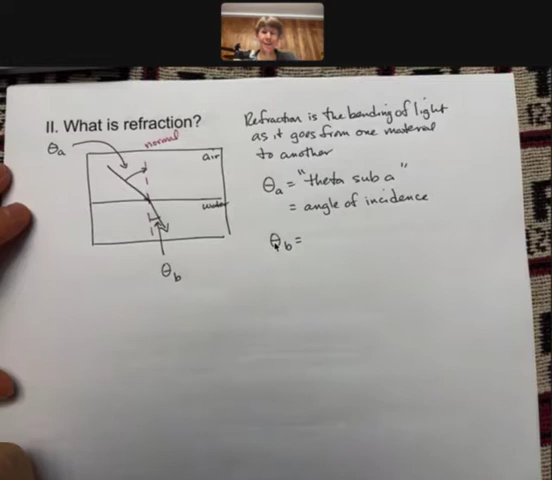 II. What is refraction?
θa
normal
air
water
θb
Refraction is the bending of light
as it goes from one material
to another
θa = "theta sub a"
= angle of incidence
θb =